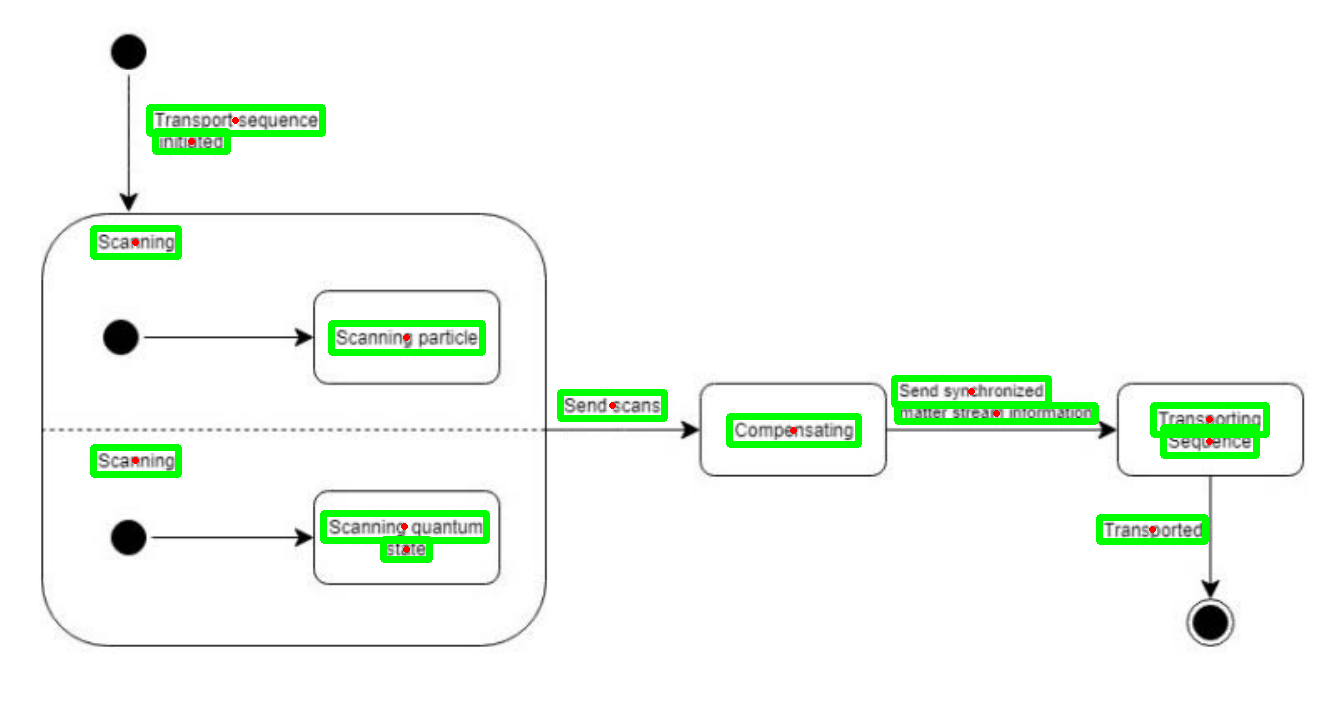 Transport sequence
initiated
Scanning
Scanning particle
Send scans
Compensating
Send synchronized
matter stream information
Transporting
Sequence
Scanning
Scanning quantum
state
Transported